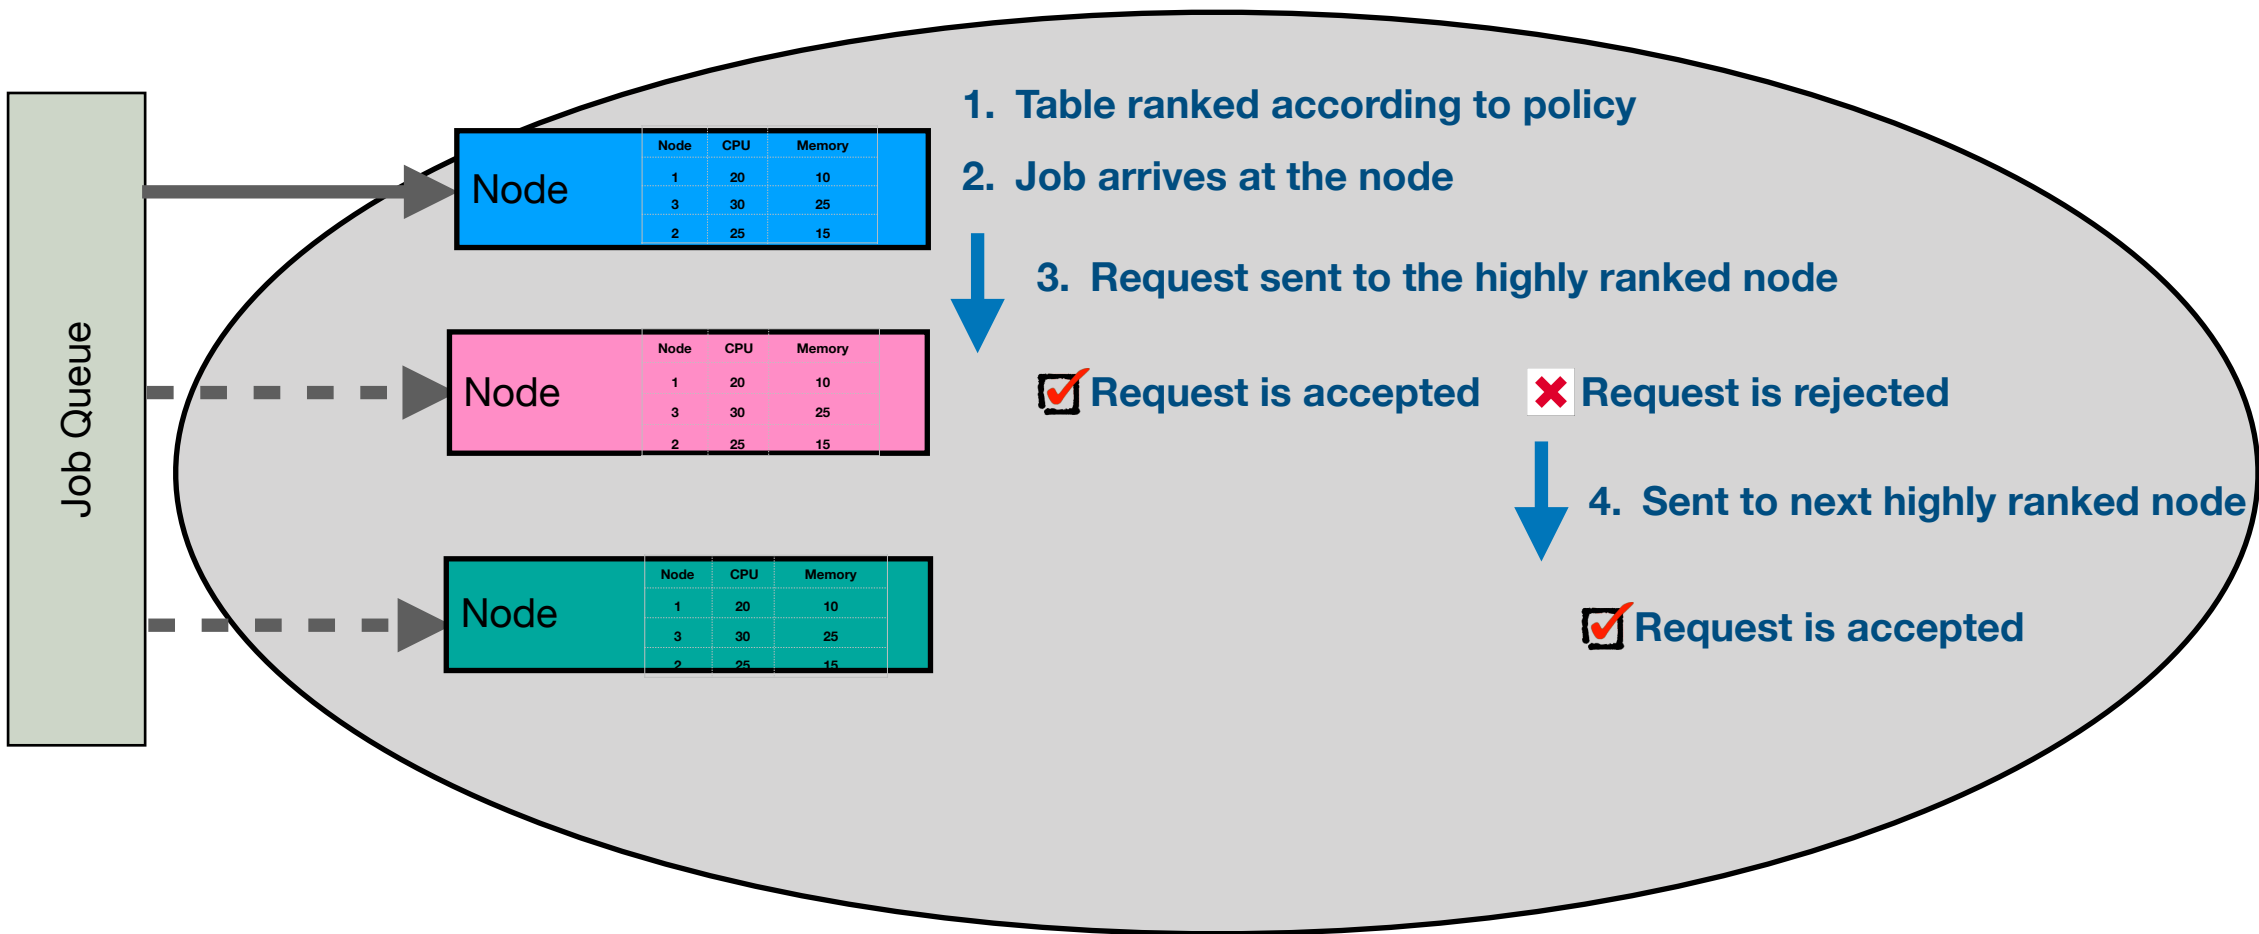 Job Queue
Node
Node CPU Memory
1 20 10
3 30 25
2 25 15
Node
Node CPU Memory
1 20 10
3 30 25
2 25 15
Node
Node CPU Memory
1 20 10
3 30 25
2 25 15
1. Table ranked according to policy
2. Job arrives at the node
3. Request sent to the highly ranked node
Request is accepted
Request is rejected
4. Sent to next highly ranked node
Request is accepted